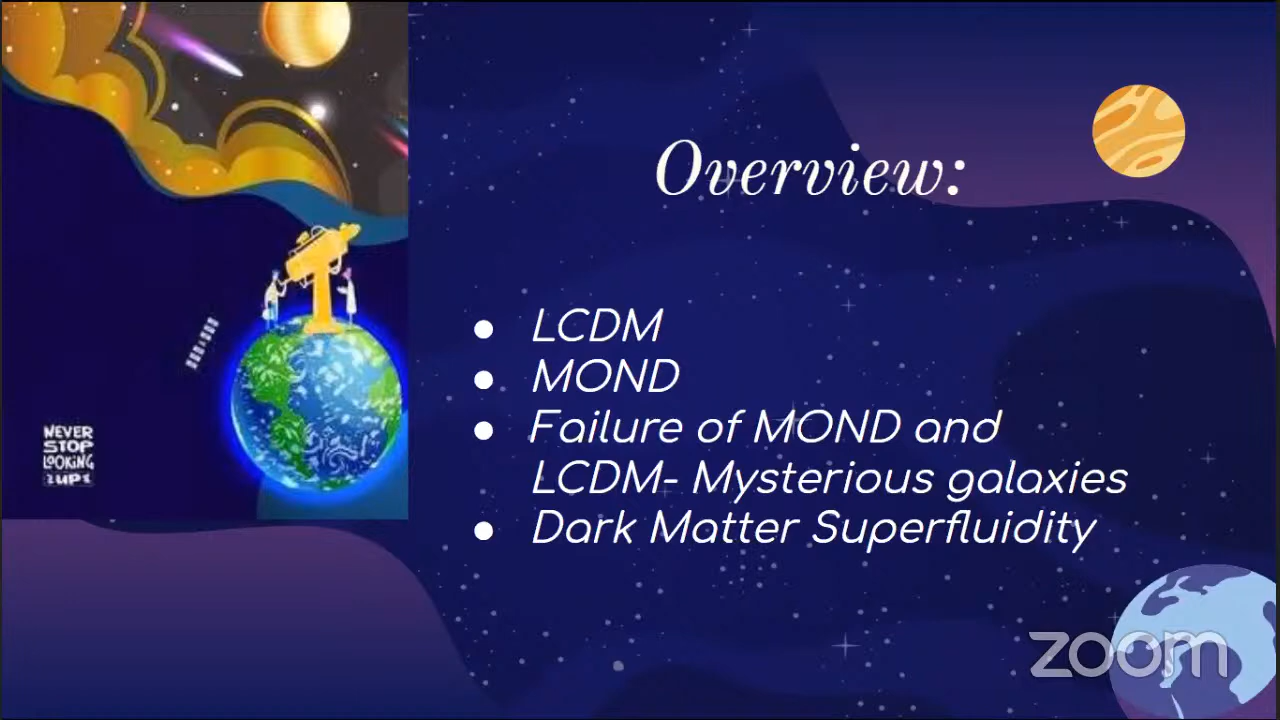 Overview:
● LCDM
● MOND
● Failure of MOND and
LCDM- Mysterious galaxies
● Dark Matter Superfluidity
NEVER
STOP
LOOKING
UP
zoom